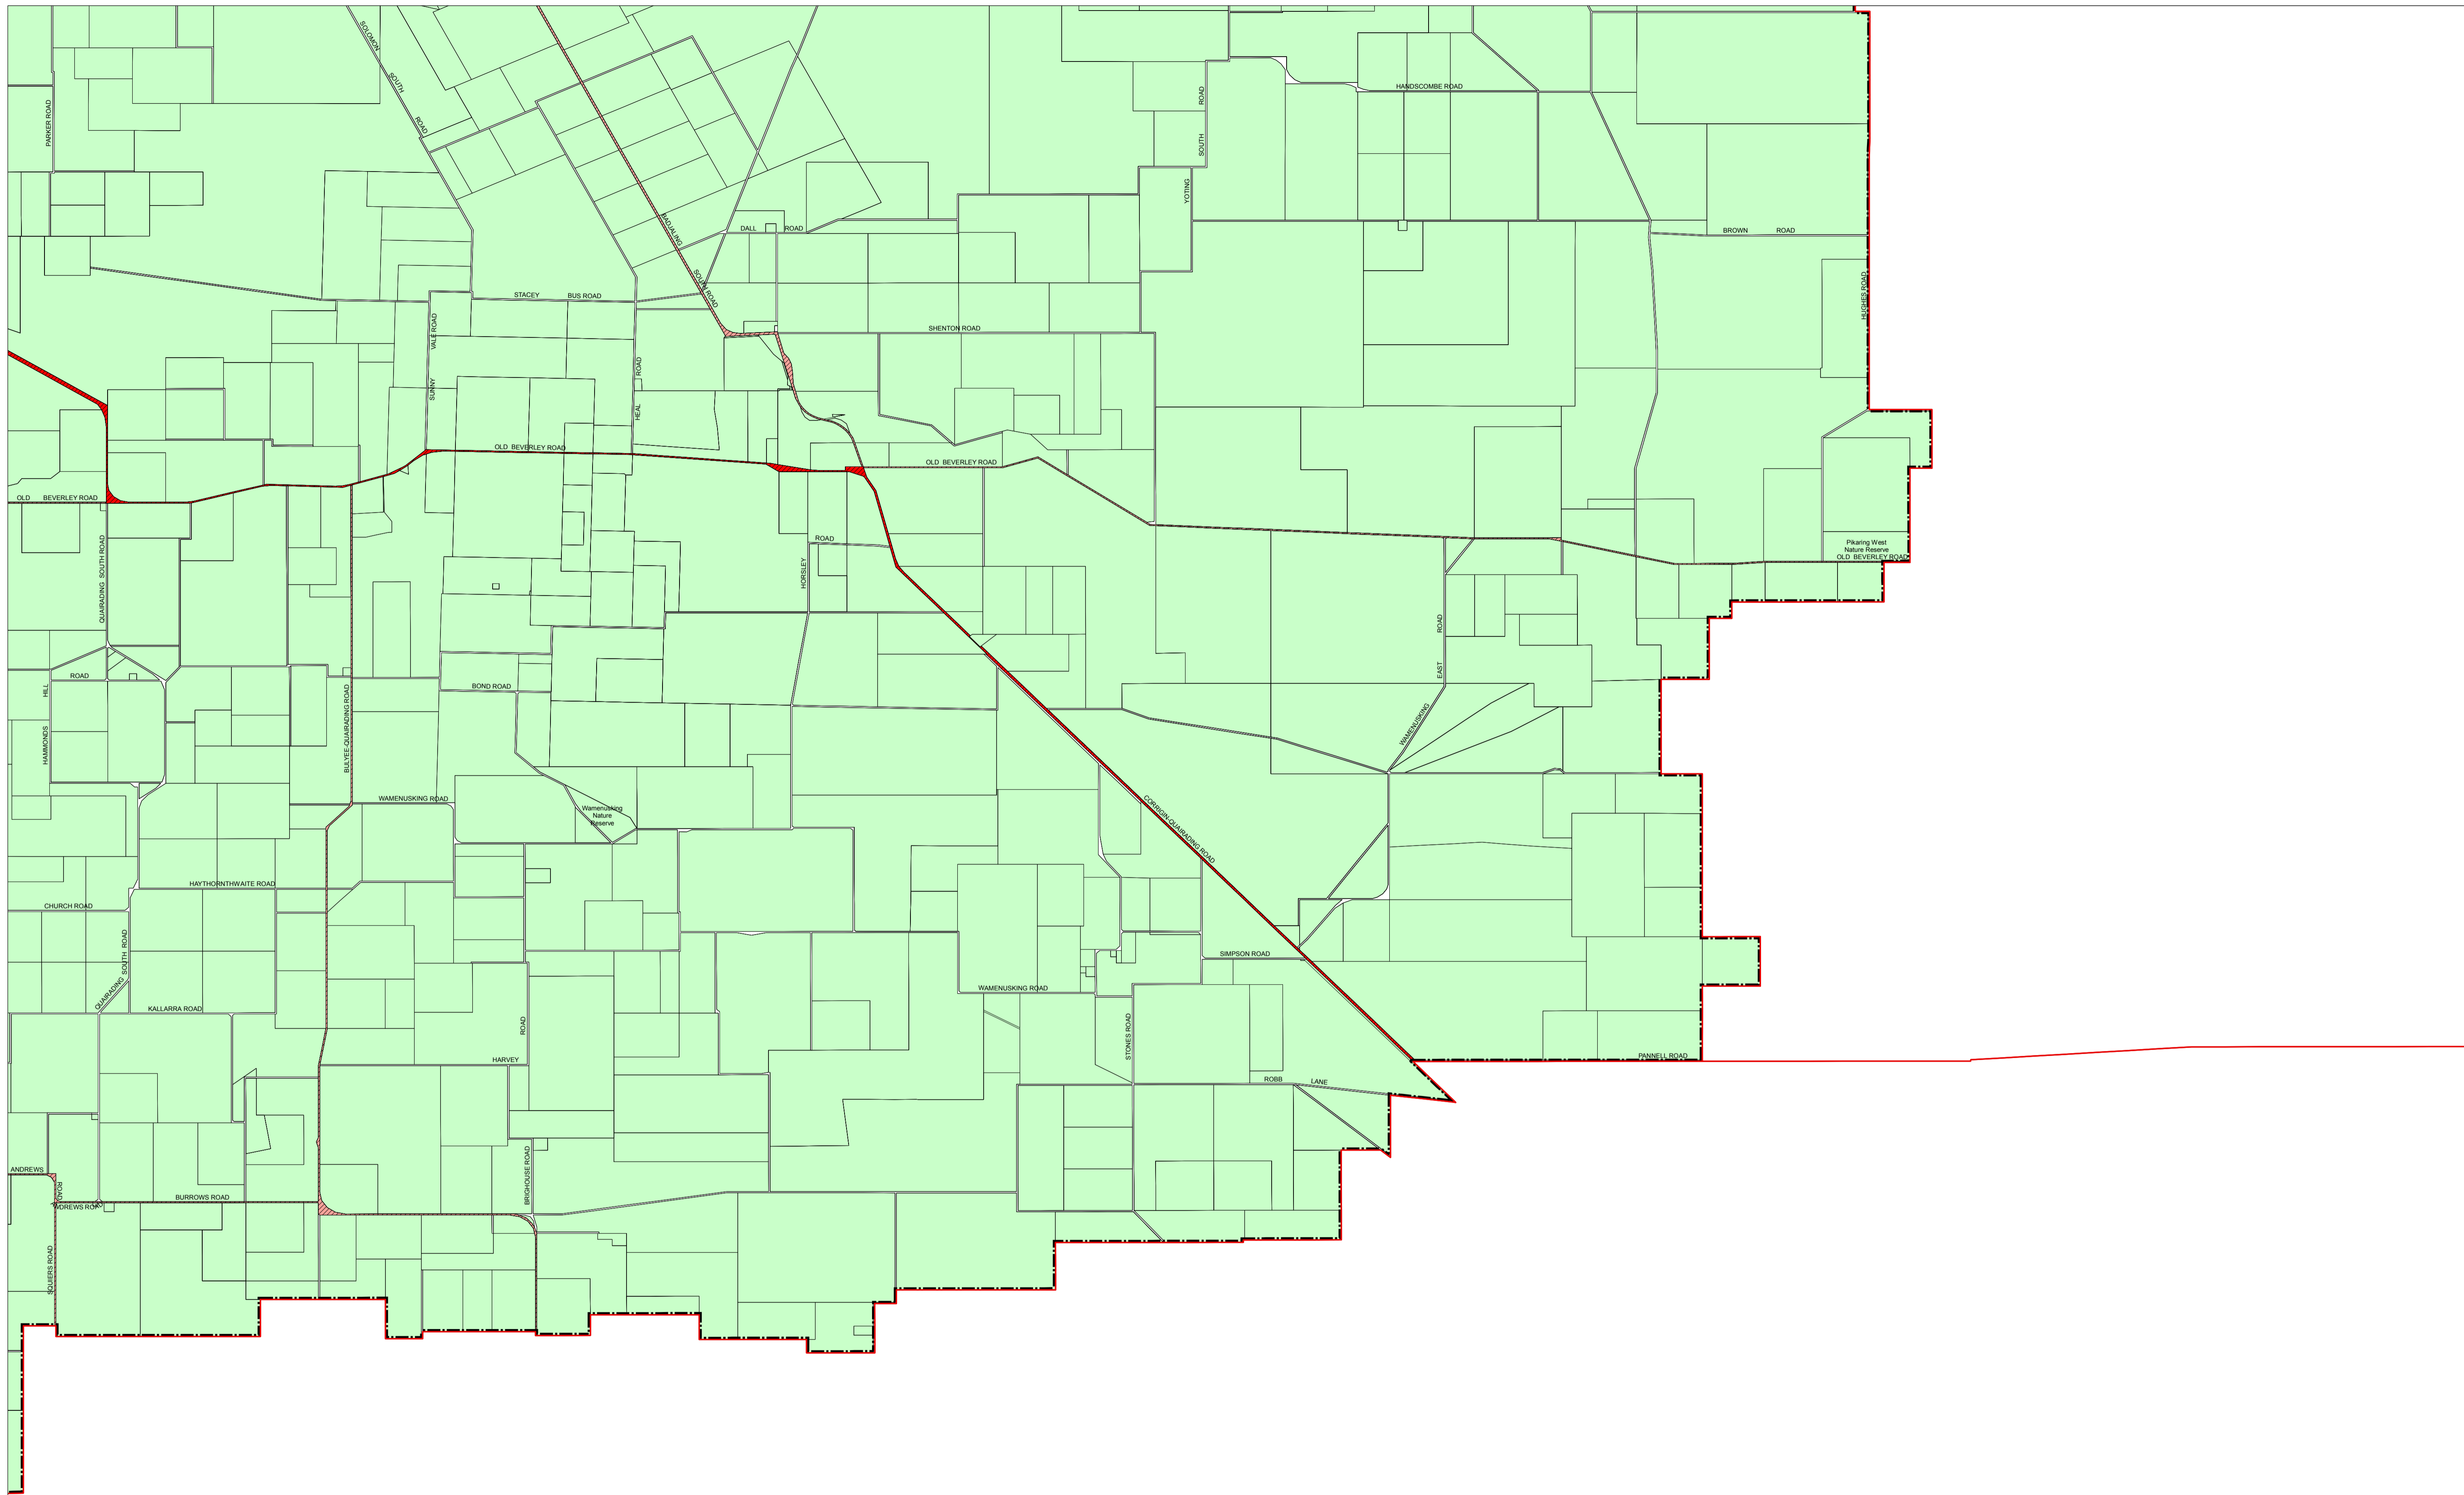 SOLOMON
SOUTH
ROAD
PARKER ROAD
ROAD
SOUTH
YOTING
HANDSCOMBE ROAD
BADJALING
SOUTH ROAD
DALL ROAD
BROWN ROAD
HUGHES ROAD
STACEY BUS ROAD
SUNNY VALE ROAD
SHENTON ROAD
HEAL ROAD
OLD BEVERLEY ROAD
OLD BEVERLEY ROAD
OLD BEVERLEY ROAD
QUAIRADING SOUTH ROAD
ROAD
HORSLEY
Pikaring West
Nature Reserve
OLD BEVERLEY ROAD
EAST ROAD
WAMENUSKING
ROAD
HAMMONDS HILL
BOND ROAD
BULYEE-QUAIRADING ROAD
WAMENUSKING ROAD
Wamenusking
Nature
Reserve
CORRIGIN-QUAIRADING ROAD
HAYTHORNTHWAITE ROAD
CHURCH ROAD
QUAIRADING SOUTH ROAD
KALLARRA ROAD
SIMPSON ROAD
WAMENUSKING ROAD
STONES ROAD
ROAD
HARVEY
PANNELL ROAD
ROBB LANE
BRIGHOUSE ROAD
ANDREWS
ROAD
BURROWS ROAD
SQUIERS ROAD